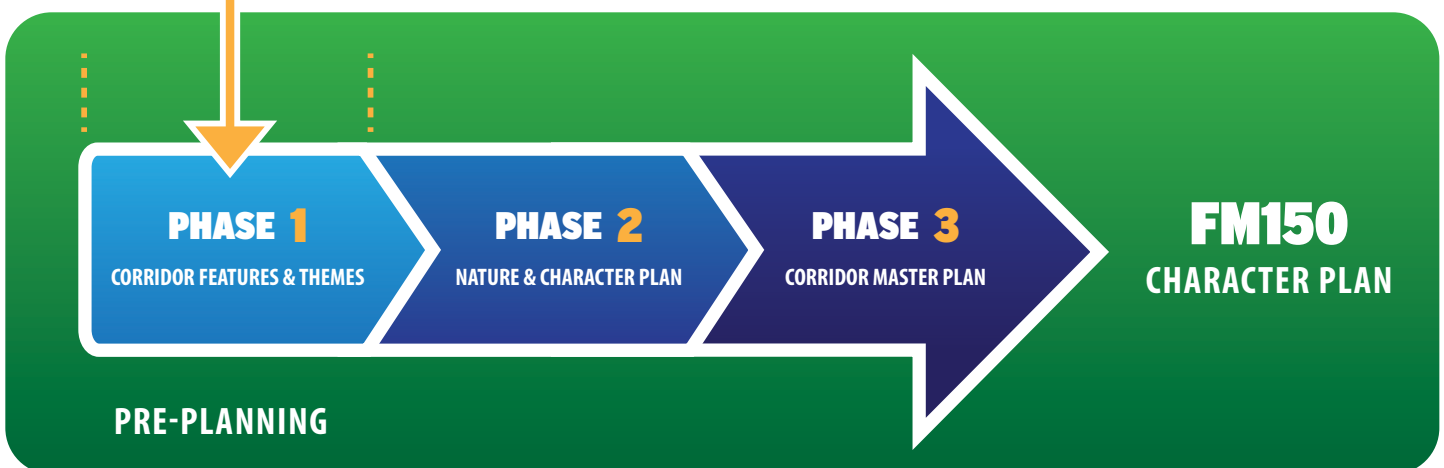 PHASE 1
CORRIDOR FEATURES & THEMES
PHASE 2
NATURE & CHARACTER PLAN
PHASE 3
CORRIDOR MASTER PLAN
FM150
CHARACTER PLAN
PRE-PLANNING